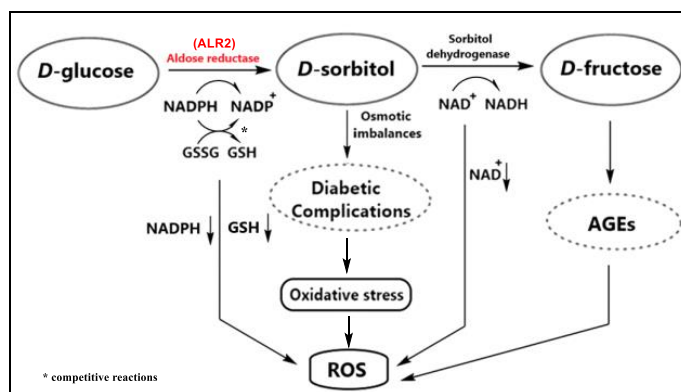 (ALR2)
Aldose reductase
D-glucose
D-sorbitol
Sorbitol
dehydrogenase
D-fructose
NADPH NADP+
*
GSSG GSH
Osmotic
imbalances
NAD+ NADH
Diabetic
Complications
NAD+
AGEs
NADPH
GSH
Oxidative stress
ROS
* competitive reactions